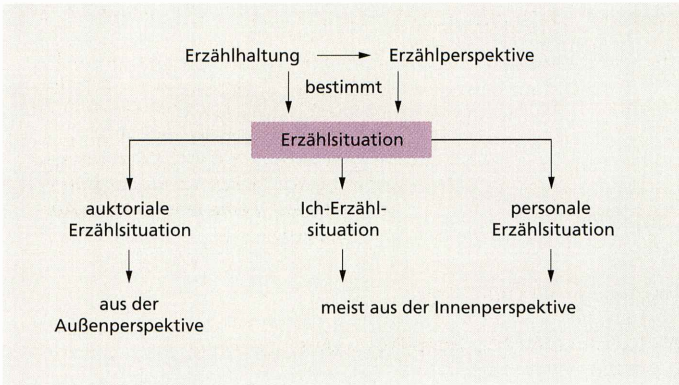 Erzählhaltung → Erzählperspektive
bestimmt
Erzählsituation
auktoriale
Erzählsituation
Ich-Erzähl-
situation
personale
Erzählsituation
aus der
Außenperspektive
meist aus der Innenperspektive